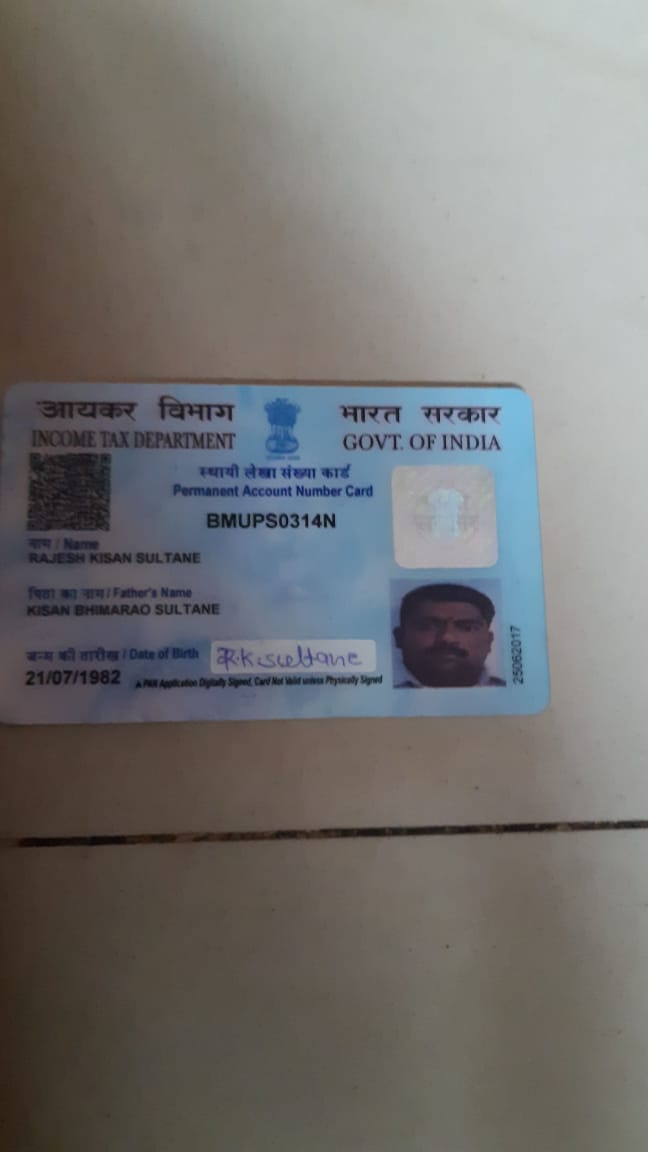 आयकर विभाग
INCOME TAX DEPARTMENT
भारत सरकार
GOVT. OF INDIA
स्थायी लेखा संख्या कार्ड
Permanent Account Number Card
BMUPS0314N
नाम / Name
RAJESH KISAN SULTANE
पिता का नाम / Father's Name
KISAN BHIMARAO SULTANE
जन्म की तारीख / Date of Birth
21/07/1982
R.K.Sultane
PAN Application Digitally Signed, Card Not Valid unless Physically Signed
25062017